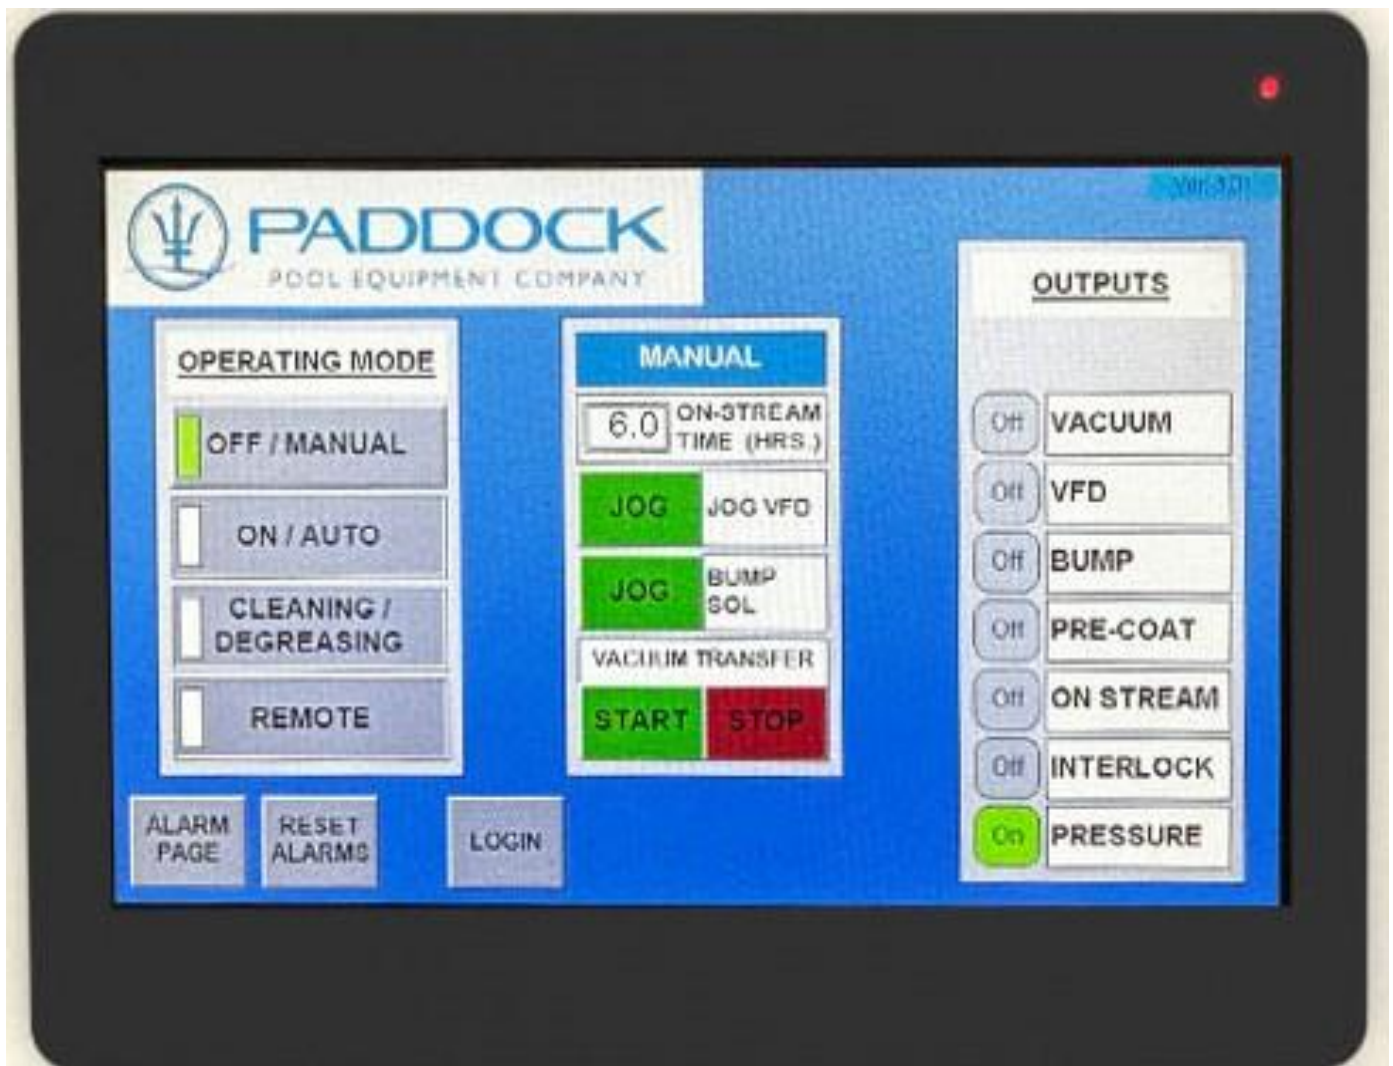 PADDOCK
POOL EQUIPMENT COMPANY
OPERATING MODE
OFF / MANUAL
ON / AUTO
CLEANING /
DEGREASING
REMOTE
ALARM
PAGE
RESET
ALARMS
LOGIN
MANUAL
6.0
ON-STREAM
TIME (HRS.)
JOG
JOG VFD
JOG
BUMP
SOL
VACUUM TRANSFER
START
STOP
OUTPUTS
Off
VACUUM
Off
VFD
Off
BUMP
Off
PRE-COAT
Off
ON STREAM
Off
INTERLOCK
On
PRESSURE